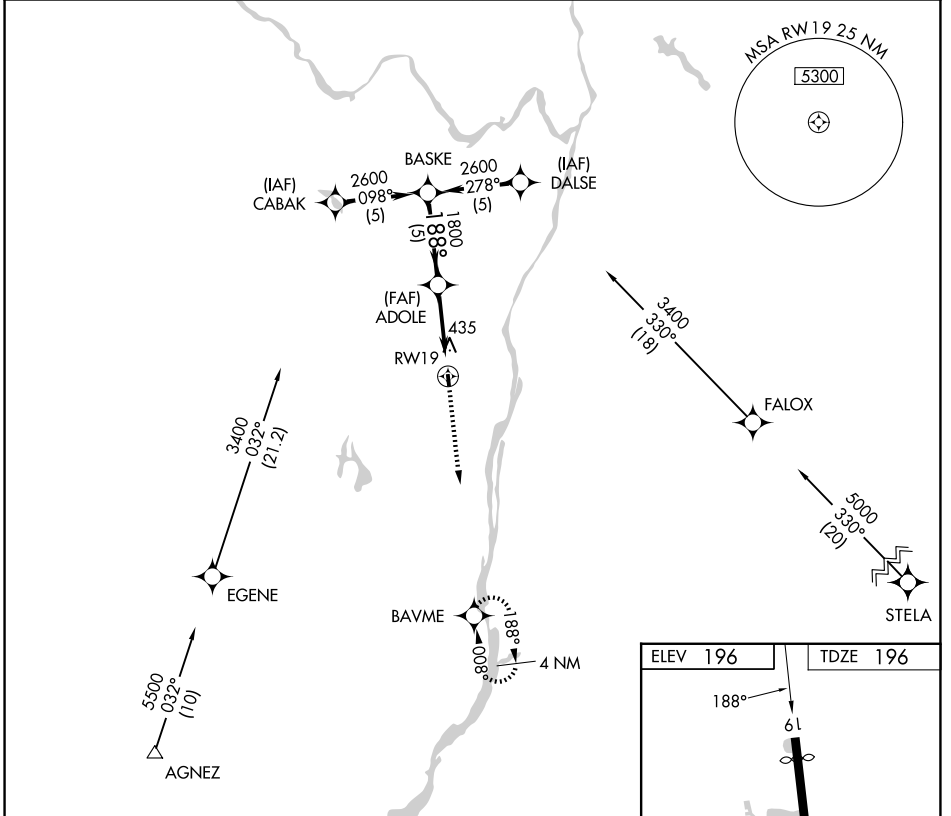 MSA RW19 25 NM
5300
BASKE
(IAF)
CABAK
2600
098°
(5)
2600
278°
(5)
(IAF)
DALSE
1800
188°
(5)
(FAF)
ADOLE
435
RW19
3400
330°
(18)
FALOX
3400
032°
(21.2)
5000
330°
(20)
EGENE
STELA
BAVME
188°
008°
4 NM
5500
032°
(10)
AGNEZ
ELEV 196
TDZE 196
188°
19